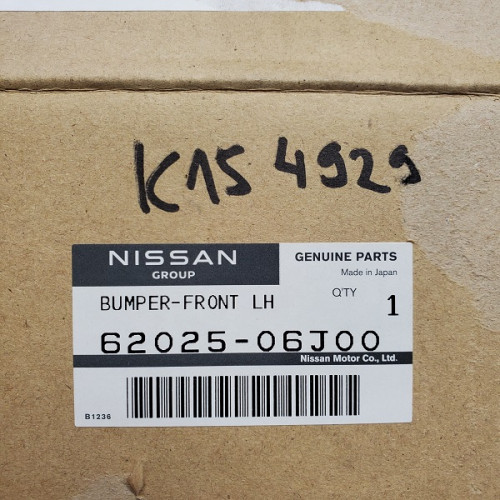 K15 4929
NISSAN
GROUP
GENUINE PARTS
Made in Japan
BUMPER-FRONT LH
Q'TY
1
62025-06J00
Nissan Motor Co., Ltd.
B1236